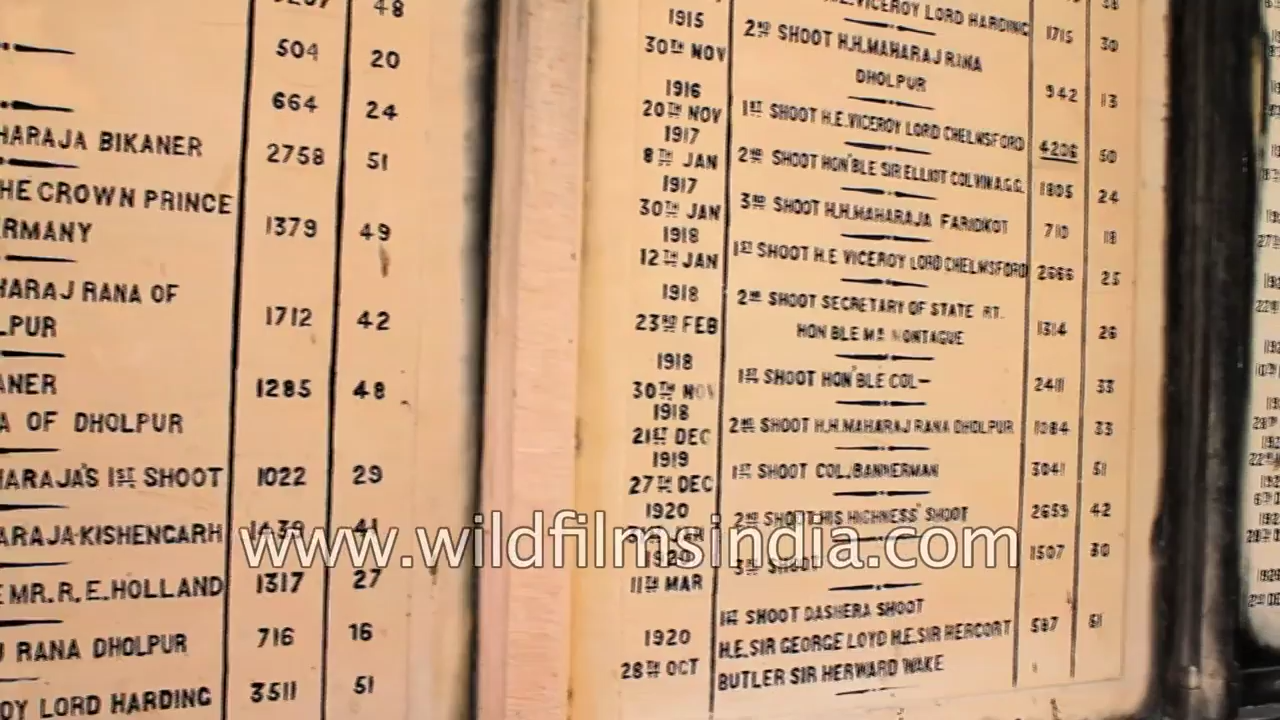 48
504 20
664 24
HARAJA BIKANER 2758 51
HE CROWN PRINCE
RMANY 1379 49
HARAJ RANA OF
LPUR 1712 42
ANER 1285 48
A OF DHOLPUR
HARAJA'S 1ST SHOOT 1022 29
ARAJA-KISHENGARH 1439 41
E MR. R. E. HOLLAND 1317 27
J RANA DHOLPUR 716 16
OY LORD HARDING 3511 51
VICEROY LORD HARDING 1715 30
1915
30TH NOV 2ND SHOOT H.H. MAHARAJ RANA
DHOLPUR 942 13
1916
20TH NOV 1ST SHOOT H.E. VICEROY LORD CHELMSFORD 4206 50
1917
8TH JAN 2ND SHOOT HON'BLE SIR ELLIOT COLVIN A.G.G. 1805 24
1917
30TH JAN 3RD SHOOT H.H. MAHARAJA FARIDKOT 710 18
1918
12TH JAN 1ST SHOOT H.E VICEROY LORD CHELMSFORD 2666 25
1918
23RD FEB 2ND SHOOT SECRETARY OF STATE RT.
HON BLE MR MONTAGUE 1314 26
1918
30TH NOV 1ST SHOOT HON'BLE COL- 2411 33
1918
21ST DEC 2ND SHOOT H.H. MAHARAJ RANA DHOLPUR 1084 33
1919
27TH DEC 1ST SHOOT COL. BANNERMAN 3041 51
1920
JAN 2ND SHOOT HIS HIGHNESS' SHOOT 2659 42
1920
11TH MAR 3RD SHOOT 1507 30
1920
28TH OCT 1ST SHOOT DASHERA SHOOT
H.E. SIR GEORGE LOYD H.E. SIR HERCORT 587 51
BUTLER SIR HERWARD WAKE
www.wildfilmsindia.com